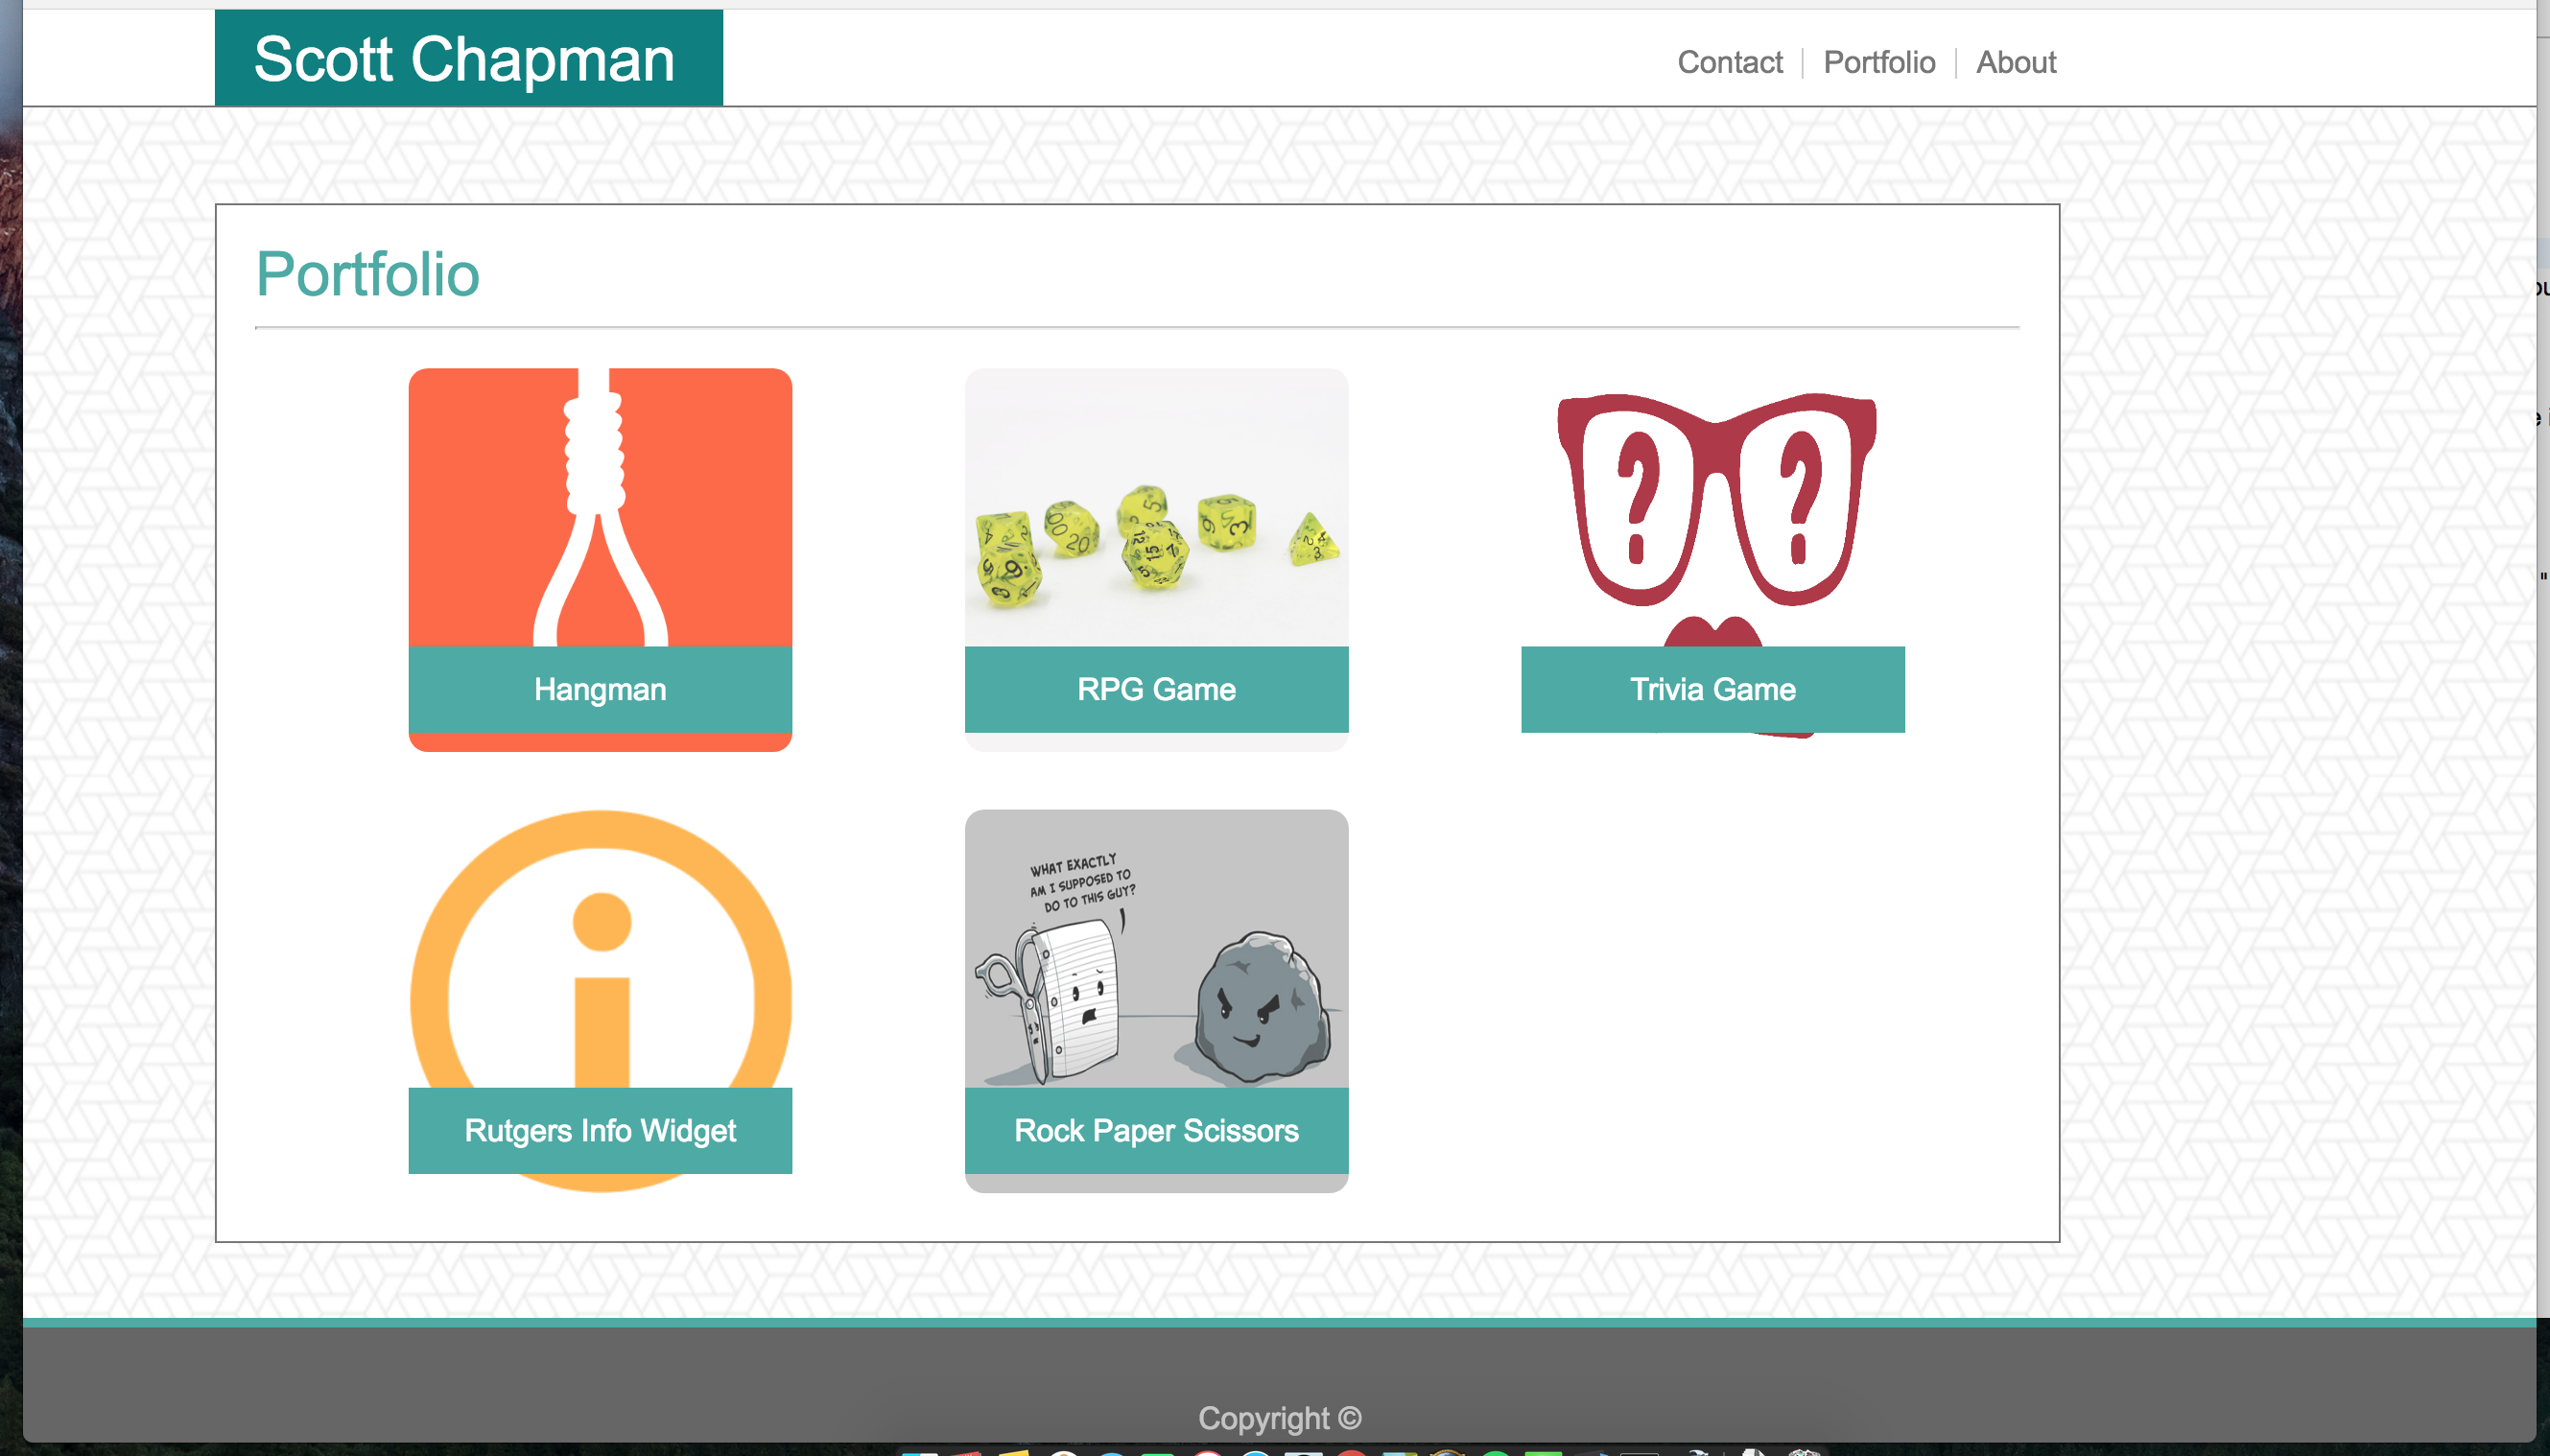 Scott Chapman
Contact
Portfolio
About
Portfolio
Hangman
RPG Game
Trivia Game
WHAT EXACTLY
AM I SUPPOSED TO
DO TO THIS GUY?
Rutgers Info Widget
Rock Paper Scissors
Copyright ©